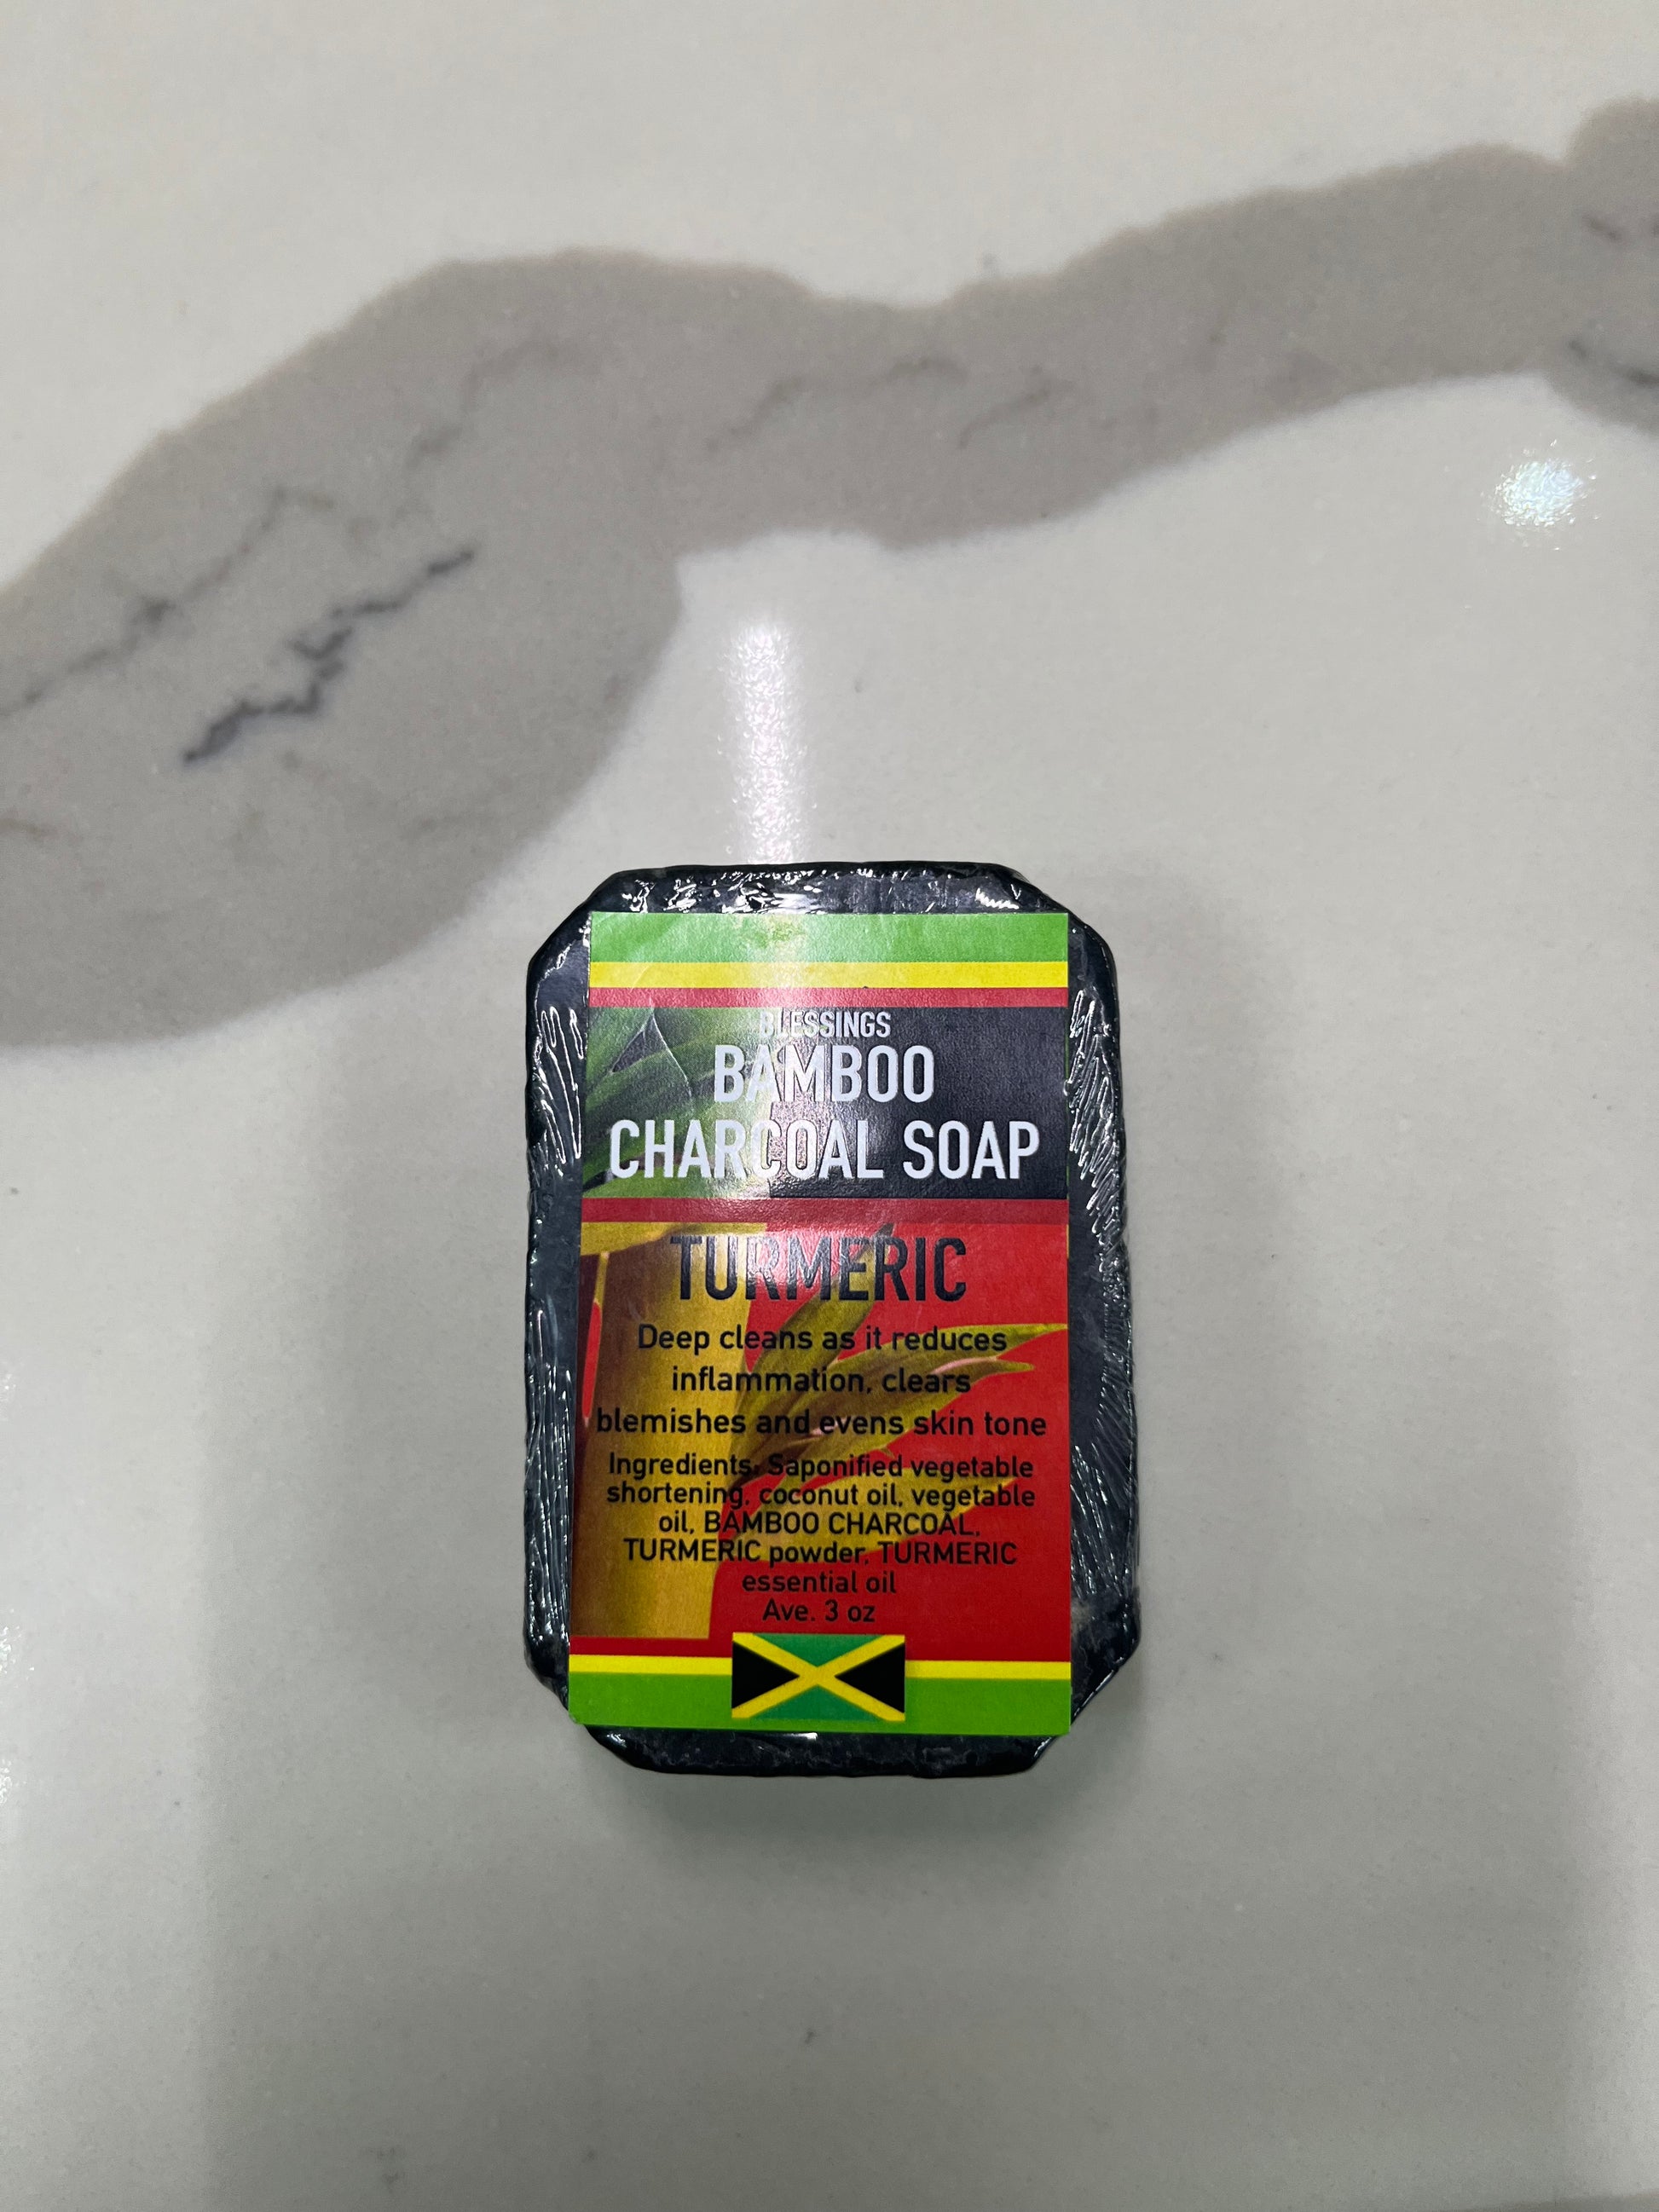 BLESSINGS
BAMBOO
CHARCOAL SOAP
TURMERIC
Deep cleans as it reduces
inflammation, clears
blemishes and evens skin tone
Ingredients: Saponified vegetable
shortening, coconut oil, vegetable
oil, BAMBOO CHARCOAL,
TURMERIC powder, TURMERIC
essential oil
Ave. 3 oz